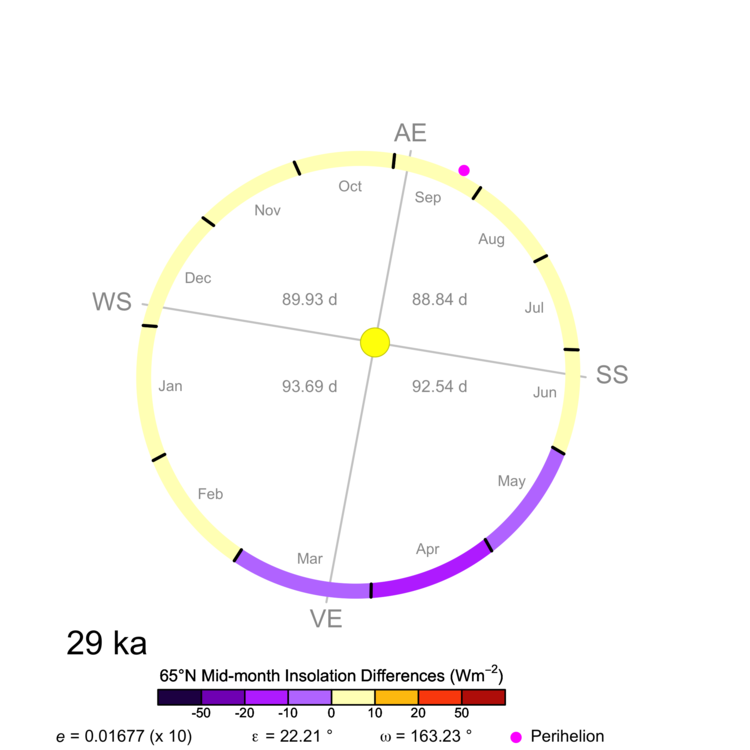 AE
Oct
Sep
Nov
Aug
Dec
Jul
WS
89.93 d
88.84 d
SS
93.69 d
92.54 d
Jan
Jun
Feb
May
Mar
Apr
VE
29 ka
65°N Mid-month Insolation Differences (Wm⁻²)
-50 -20 -10 0 10 20 50
e = 0.01677 (x 10) ε = 22.21 ° ω = 163.23 ° Perihelion